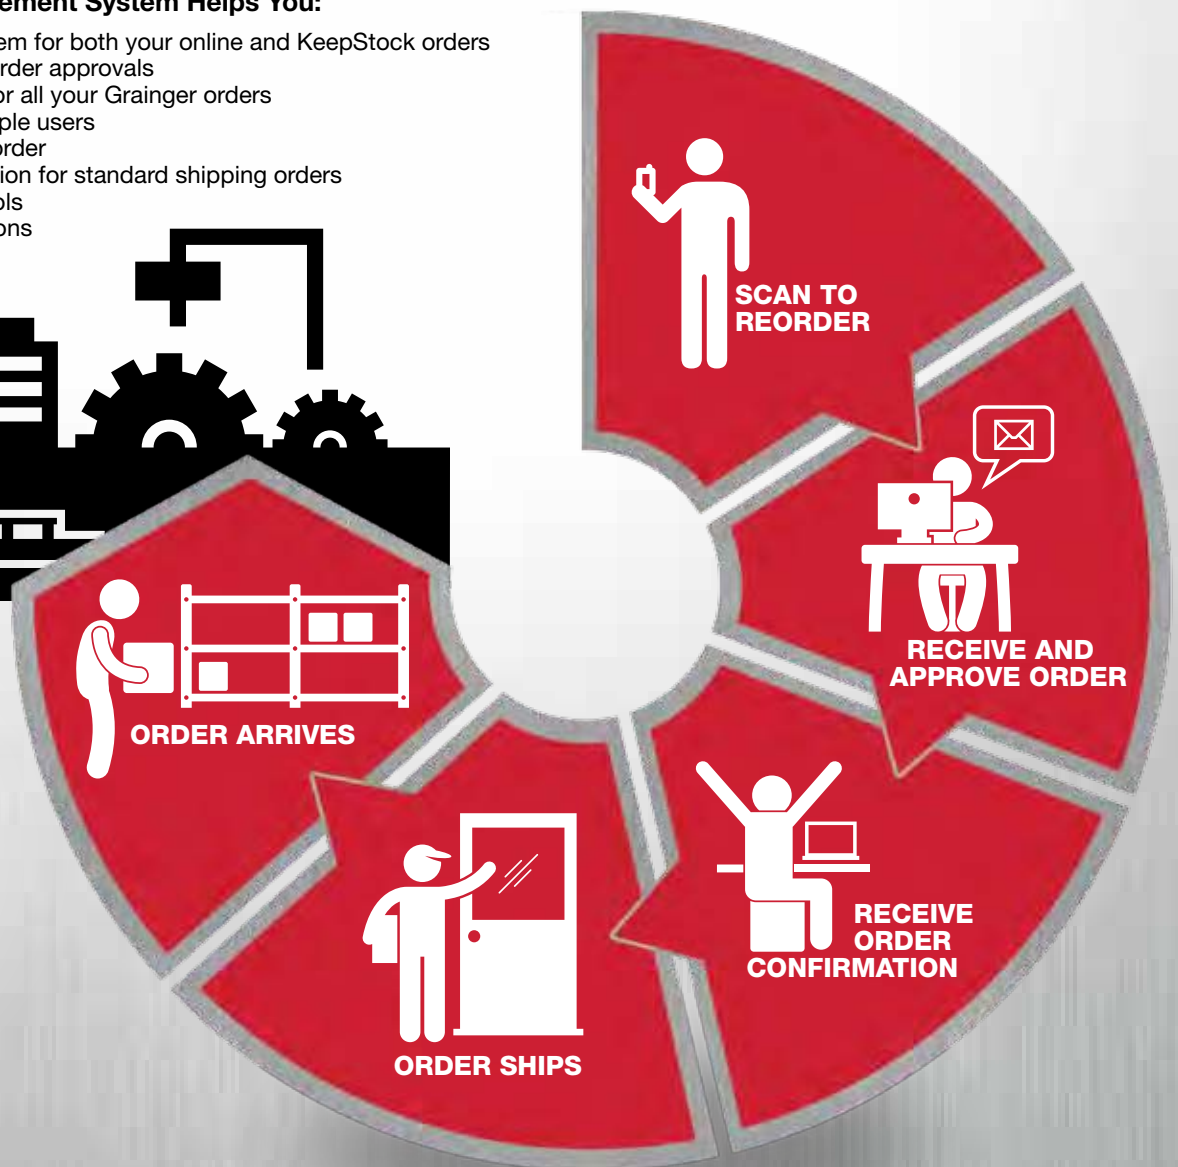 ement System Helps You:
em for both your online and KeepStock orders
rder approvals
or all your Grainger orders
ple users
order
ion for standard shipping orders
ols
ons
SCAN TO
REORDER
RECEIVE AND
APPROVE ORDER
RECEIVE
ORDER
CONFIRMATION
ORDER SHIPS
ORDER ARRIVES